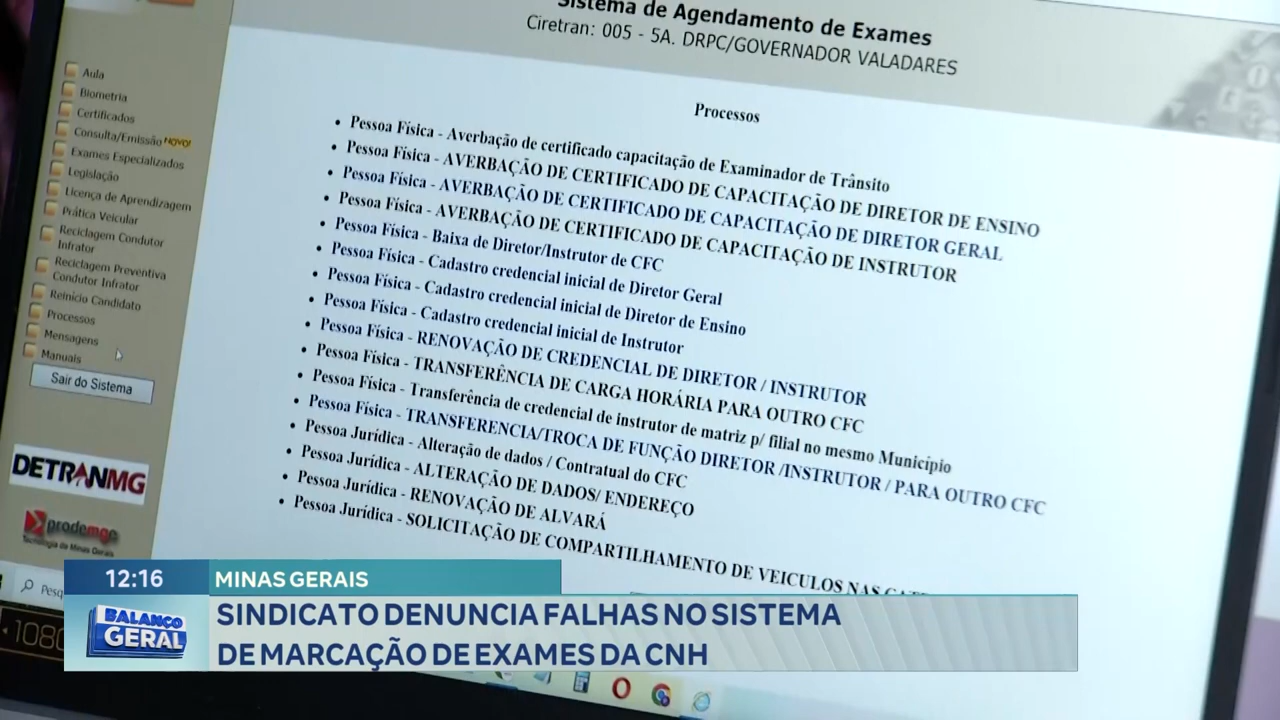 Sistema de Agendamento de Exames
Ciretran: 005 - 5A. DRPC/GOVERNADOR VALADARES
Aula
Biometria
Certificados
Consulta/Emissão NOVO!
Exames Especializados
Legislação
Licença de Aprendizagem
Prática Veicular
Reciclagem Condutor
Infrator
Reciclagem Preventiva
Condutor Infrator
Reinício Candidato
Processos
Mensagens
Manuais
Sair do Sistema
DETRANMG
prodemge
Tecnologia de Minas Gerais
Processos
• Pessoa Física - Averbação de certificado capacitação de Examinador de Trânsito
• Pessoa Física - AVERBAÇÃO DE CERTIFICADO DE CAPACITAÇÃO DE DIRETOR DE ENSINO
• Pessoa Física - AVERBAÇÃO DE CERTIFICADO DE CAPACITAÇÃO DE DIRETOR GERAL
• Pessoa Física - AVERBAÇÃO DE CERTIFICADO DE CAPACITAÇÃO DE INSTRUTOR
• Pessoa Física - Baixa de Diretor/Instrutor de CFC
• Pessoa Física - Cadastro credencial inicial de Diretor Geral
• Pessoa Física - Cadastro credencial inicial de Diretor de Ensino
• Pessoa Física - Cadastro credencial inicial de Instrutor
• Pessoa Física - RENOVAÇÃO DE CREDENCIAL DE DIRETOR / INSTRUTOR
• Pessoa Física - TRANSFERÊNCIA DE CARGA HORÁRIA PARA OUTRO CFC
• Pessoa Física - Transferência de credencial de instrutor de matriz p/ filial no mesmo Município
• Pessoa Física - TRANSFERENCIA/TROCA DE FUNÇÃO DIRETOR /INSTRUTOR / PARA OUTRO CFC
• Pessoa Jurídica - Alteração de dados / Contratual do CFC
• Pessoa Jurídica - ALTERAÇÃO DE DADOS/ ENDEREÇO
• Pessoa Jurídica - RENOVAÇÃO DE ALVARÁ
• Pessoa Jurídica - SOLICITAÇÃO DE COMPARTILHAMENTO DE VEICULOS NAS
1080
12:16
MINAS GERAIS
BALANÇO
GERAL
SINDICATO DENUNCIA FALHAS NO SISTEMA
DE MARCAÇÃO DE EXAMES DA CNH